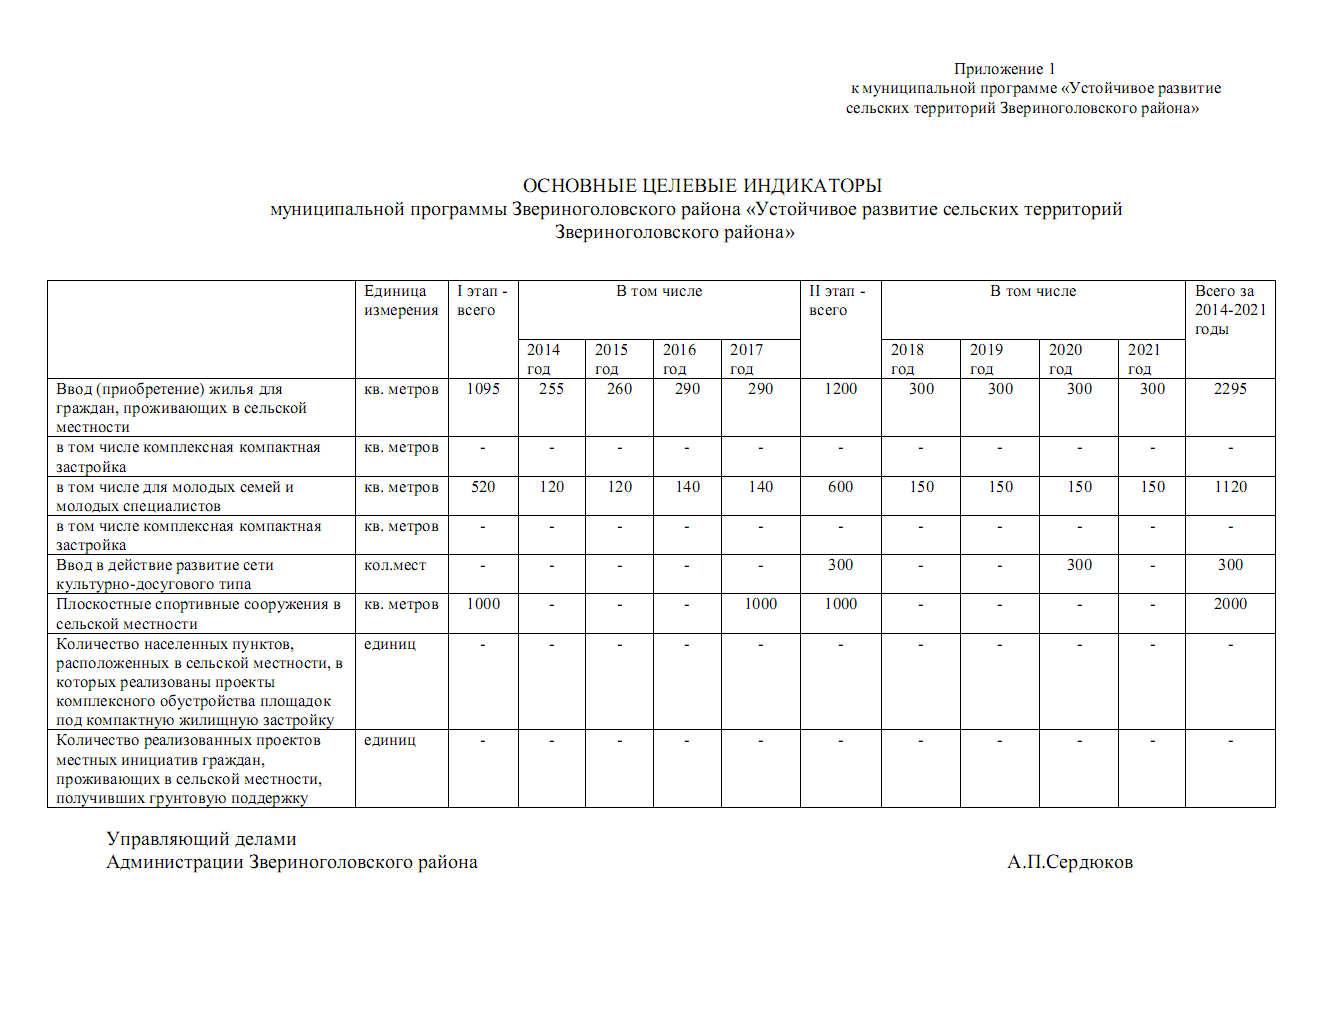 Приложение 1
к муниципальной программе «Устойчивое развитие
сельских территорий Звериноголовского района»
ОСНОВНЫЕ ЦЕЛЕВЫЕ ИНДИКАТОРЫ
муниципальной программы Звериноголовского района «Устойчивое развитие сельских территорий
Звериноголовского района»
Единица измерения I этап - всего В том числе II этап - всего В том числе Всего за 2014-2021 годы
2014 год 2015 год 2016 год 2017 год 2018 год 2019 год 2020 год 2021 год
Ввод (приобретение) жилья для кв. метров 1095 255 260 290 290 1200 300 300 300 300 2295
граждан, проживающих в сельской
местности
в том числе комплексная компактная кв. метров - - - - - - - - - - -
застройка
в том числе для молодых семей и кв. метров 520 120 120 140 140 600 150 150 150 150 1120
молодых специалистов
в том числе комплексная компактная кв. метров - - - - - - - - - - -
застройка
Ввод в действие развитие сети кол.мест - - - - - 300 - - 300 - 300
культурно-досугового типа
Плоскостные спортивные сооружения в кв. метров 1000 - - - 1000 1000 - - - - 2000
сельской местности
Количество населенных пунктов, единиц - - - - - - - - - - -
расположенных в сельской местности, в
которых реализованы проекты
комплексного обустройства площадок
под компактную жилищную застройку
Количество реализованных проектов единиц - - - - - - - - - - -
местных инициатив граждан,
проживающих в сельской местности,
получивших грунтовую поддержку
Управляющий делами
Администрации Звериноголовского района А.П.Сердюков